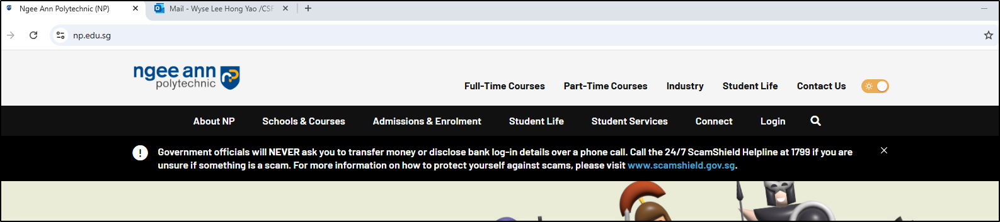 Ngee Ann Polytechnic (NP)
Mail - Wyse Lee Hong Yao /CSF
np.edu.sg
ngee ann
polytechnic
Full-Time Courses Part-Time Courses Industry Student Life Contact Us
About NP Schools & Courses Admissions & Enrolment Student Life Student Services Connect Login
Government officials will NEVER ask you to transfer money or disclose bank log-in details over a phone call. Call the 24/7 ScamShield Helpline at 1799 if you are
unsure if something is a scam. For more information on how to protect yourself against scams, please visit www.scamshield.gov.sg.